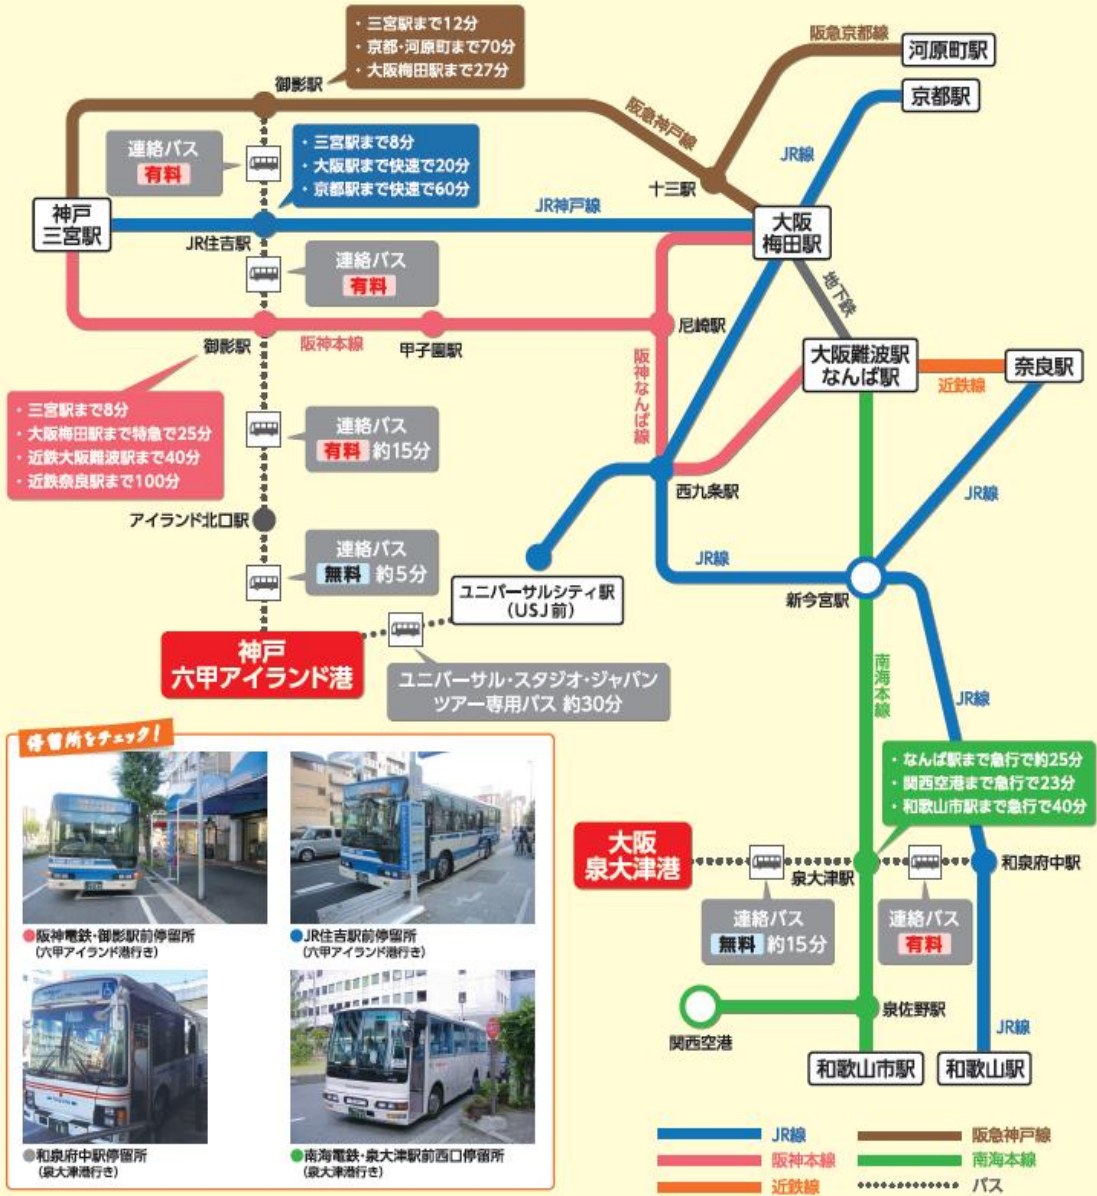 ・三宮駅まで12分
・京都・河原町まで70分
・大阪梅田駅まで27分
阪急京都線
河原町駅
御影駅
京都駅
阪急神戸線
連絡バス
有料
・三宮駅まで8分
・大阪駅まで快速で20分
・京都駅まで快速で60分
JR線
十三駅
神戸
三宮駅
JR神戸線
大阪
梅田駅
JR住吉駅
連絡バス
有料
地下鉄
御影駅
阪神本線
甲子園駅
尼崎駅
大阪難波駅
なんば駅
近鉄線
奈良駅
阪神なんば線
・三宮駅まで8分
・大阪梅田駅まで特急で25分
・近鉄大阪難波駅まで40分
・近鉄奈良駅まで100分
連絡バス
有料 約15分
西九条駅
JR線
アイランド北口駅
連絡バス
無料 約5分
JR線
ユニバーサルシティ駅
(USJ前)
新今宮駅
神戸
六甲アイランド港
ユニバーサル・スタジオ・ジャパン
ツアー専用バス 約30分
南海本線
JR線
停留所をチェック!
・なんば駅まで急行で約25分
・関西空港まで急行で23分
・和歌山市駅まで急行で40分
大阪
泉大津港
泉大津駅
和泉府中駅
連絡バス
無料 約15分
連絡バス
有料
●阪神電鉄・御影駅前停留所
(六甲アイランド港行き)
●JR住吉駅前停留所
(六甲アイランド港行き)
泉佐野駅
関西空港
JR線
和歌山市駅
和歌山駅
●和泉府中駅停留所
(泉大津港行き)
●南海電鉄・泉大津駅前西口停留所
(泉大津港行き)
JR線
阪急神戸線
阪神本線
南海本線
近鉄線
バス